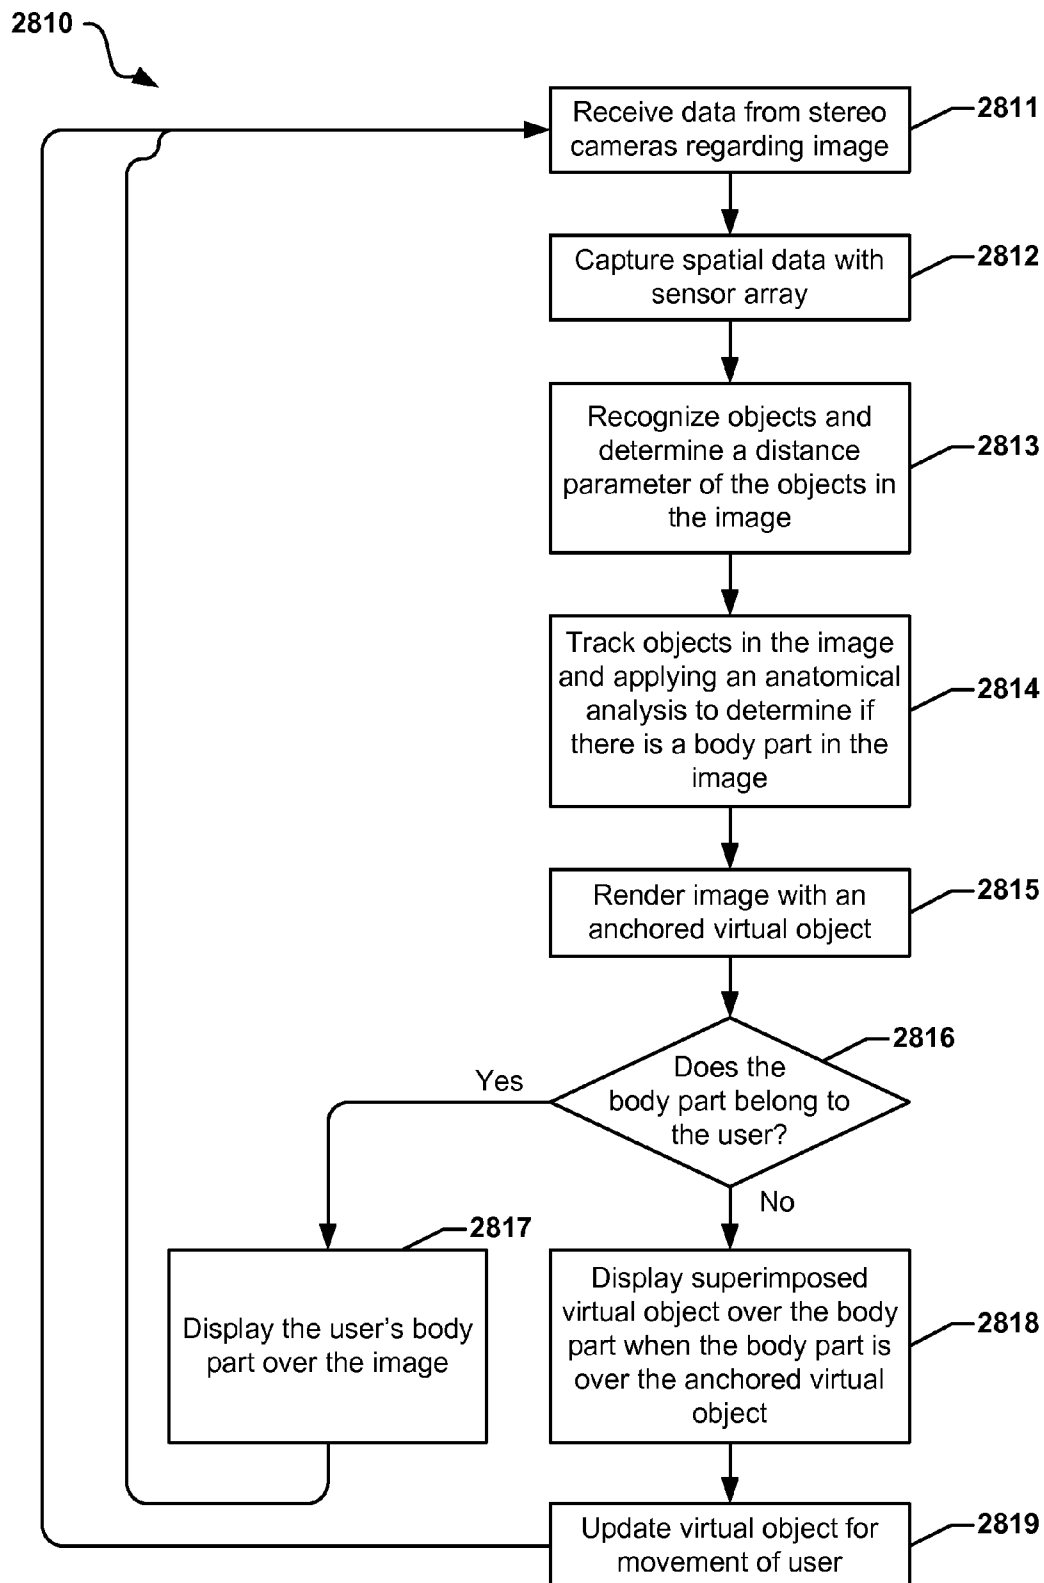 2810
Receive data from stereo
cameras regarding image
2811
Capture spatial data with
sensor array
2812
Recognize objects and
determine a distance
parameter of the objects in
the image
2813
Track objects in the image
and applying an anatomical
analysis to determine if
there is a body part in the
image
2814
Render image with an
anchored virtual object
2815
Does the
body part belong to
the user?
2816
Yes
No
Display the user's body
part over the image
2817
Display superimposed
virtual object over the body
part when the body part is
over the anchored virtual
object
2818
Update virtual object for
movement of user
2819